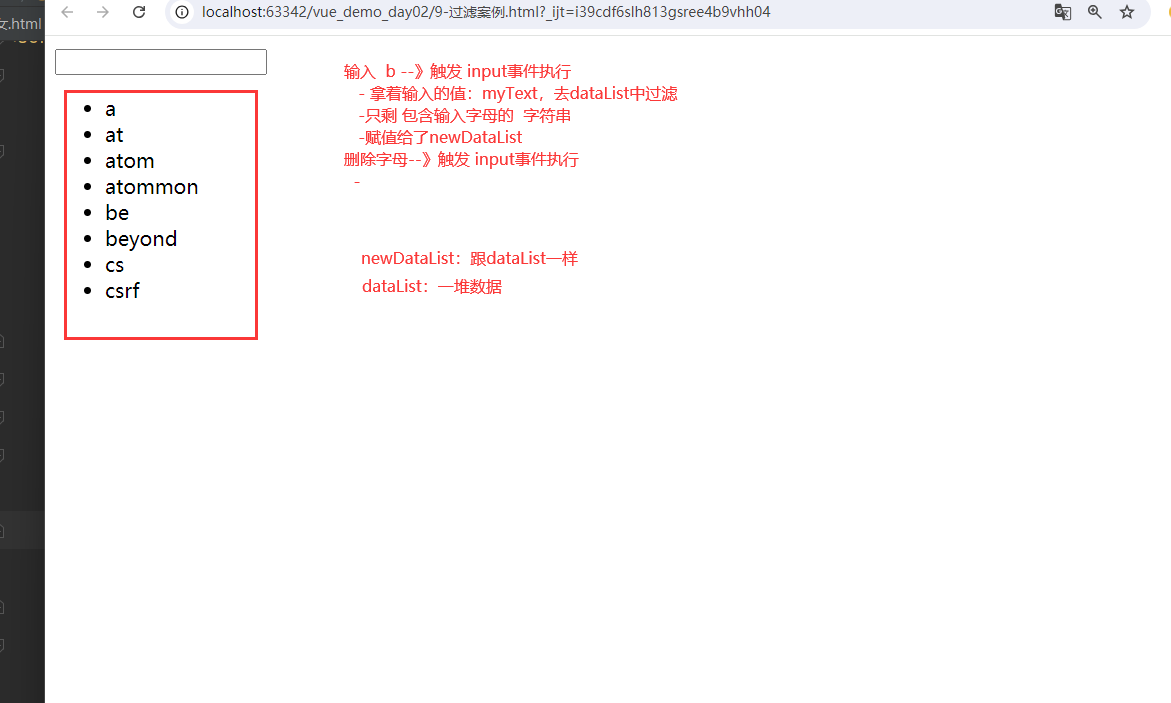 女.html
localhost:63342/vue_demo_day02/9-过滤案例.html?_ijt=i39cdf6slh813gsree4b9vhh04
a
at
atom
atommon
be
beyond
cs
csrf
输入 b --》触发 input事件执行
- 拿着输入的值：myText，去dataList中过滤
-只剩 包含输入字母的 字符串
-赋值给了newDataList
删除字母--》触发 input事件执行
-
newDataList：跟dataList一样
dataList：一堆数据